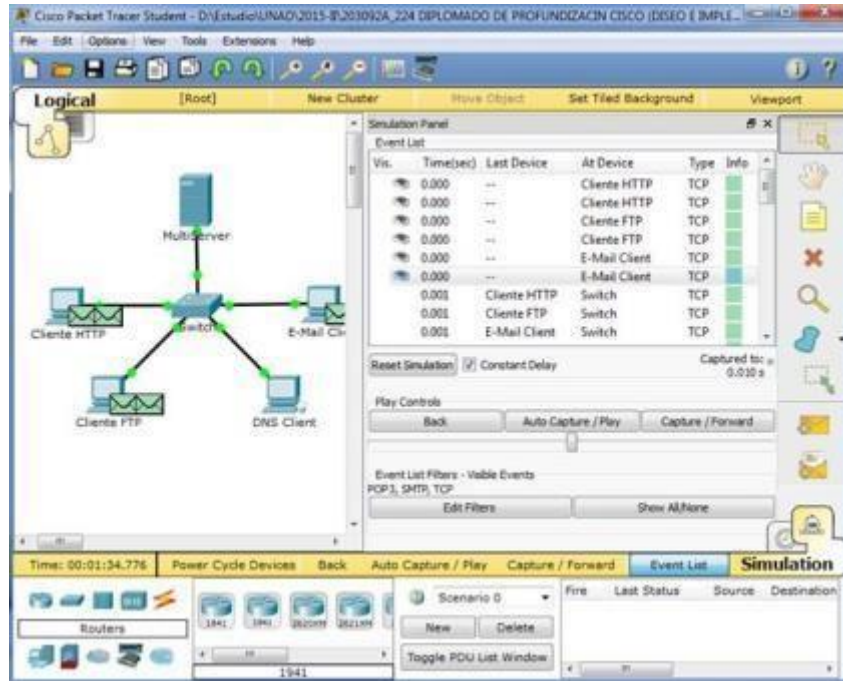 Cisco Packet Tracer Student - D:\Estudio\UNAD\2015-II\203092A_224 DIPLOMADO DE PROFUNDIZACIN CISCO (DISEO E IMPLE...
File Edit Options View Tools Extensions Help
Logical [Root] New Cluster Move Object Set Tiled Background Viewport
Simulation Panel
Event List
Vis. Time(sec) Last Device At Device Type Info
0.000 -- Cliente HTTP TCP
0.000 -- Cliente HTTP TCP
0.000 -- Cliente FTP TCP
0.000 -- Cliente FTP TCP
0.000 -- E-Mail Client TCP
0.000 -- E-Mail Client TCP
0.001 Cliente HTTP Switch TCP
0.001 Cliente FTP Switch TCP
0.001 E-Mail Client Switch TCP
Reset Simulation Constant Delay Captured to:
0.010 s
Play Controls
Back Auto Capture / Play Capture / Forward
Event List Filters - Visible Events
POP3, SMTP, TCP
Edit Filters Show All/None
MultiServer
Cliente HTTP
Switch
E-Mail Cli
Cliente FTP
DNS Client
Time: 00:01:34.776 Power Cycle Devices Back Auto Capture / Play Capture / Forward Event List Simulation
Routers
1841 1941 2620XM 2621XM
1941
Scenario 0
New Delete
Toggle PDU List Window
Fire Last Status Source Destination